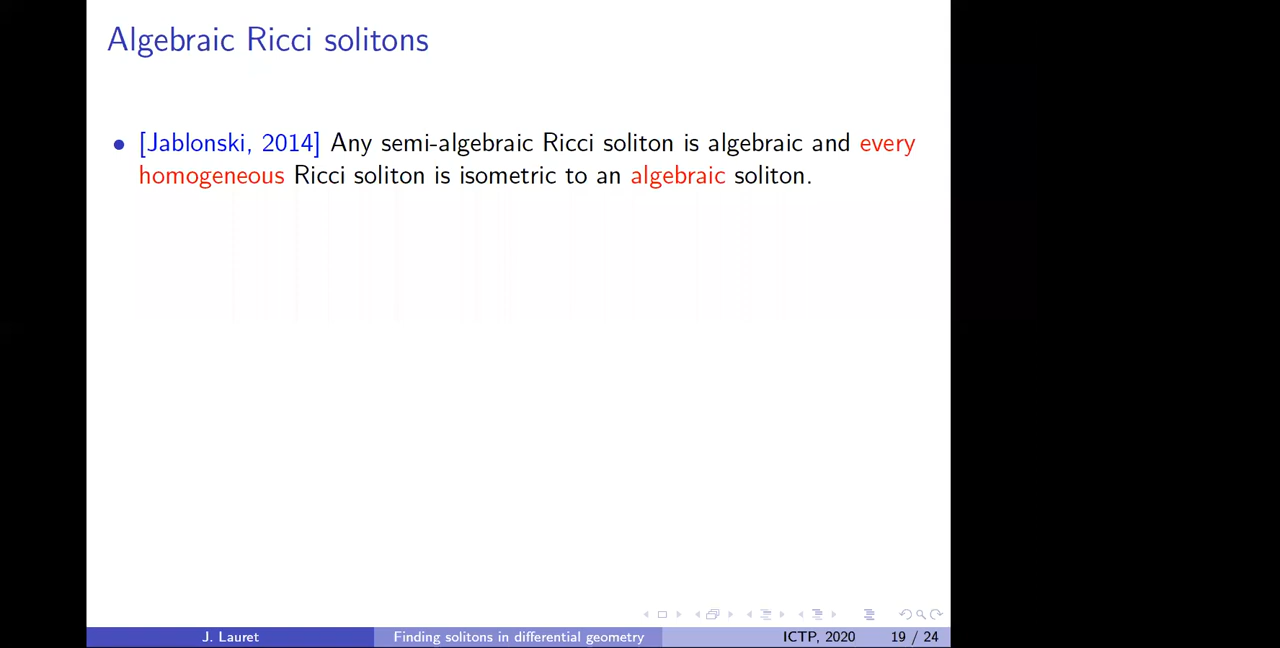 Algebraic Ricci solitons
• [Jablonski, 2014] Any semi-algebraic Ricci soliton is algebraic and every
homogeneous Ricci soliton is isometric to an algebraic soliton.
J. Lauret
Finding solitons in differential geometry
ICTP, 2020
19 / 24